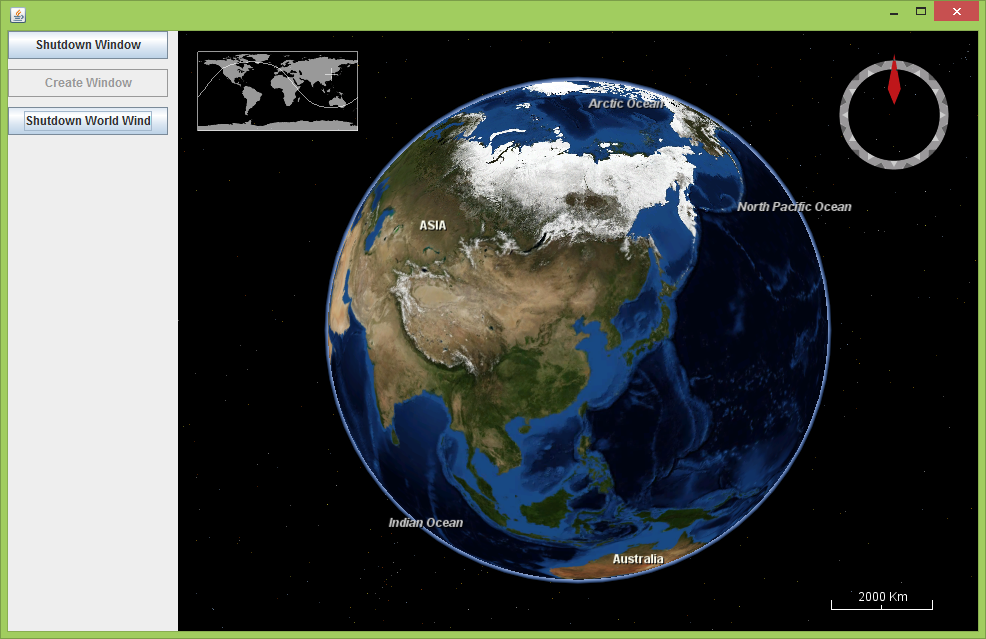 Shutdown Window
Create Window
Shutdown World Wind
Arctic Ocean
North Pacific Ocean
ASIA
Indian Ocean
Australia
2000 Km